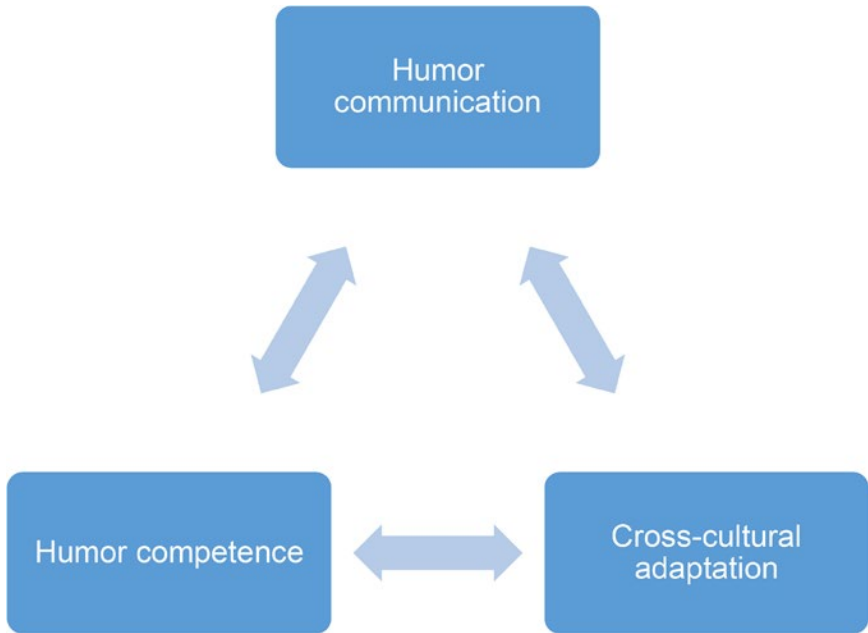 Humor
communication
Humor competence
Cross-cultural
adaptation